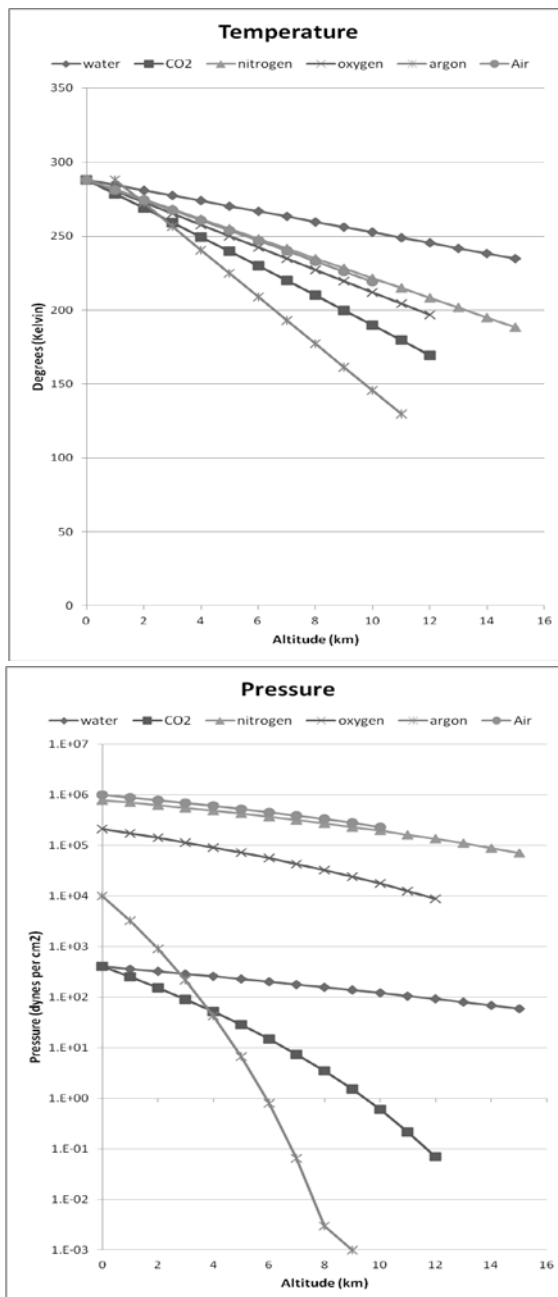 Temperature
water CO2 nitrogen oxygen argon Air
350
300
250
200
150
100
50
0
Degrees (Kelvin)
0 2 4 6 8 10 12 14 16
Altitude (km)
Pressure
water CO2 nitrogen oxygen argon Air
1.E+07
1.E+06
1.E+05
1.E+04
1.E+03
1.E+02
1.E+01
1.E+00
1.E-01
1.E-02
1.E-03
Pressure (dynes per cm2)
0 2 4 6 8 10 12 14 16
Altitude (km)